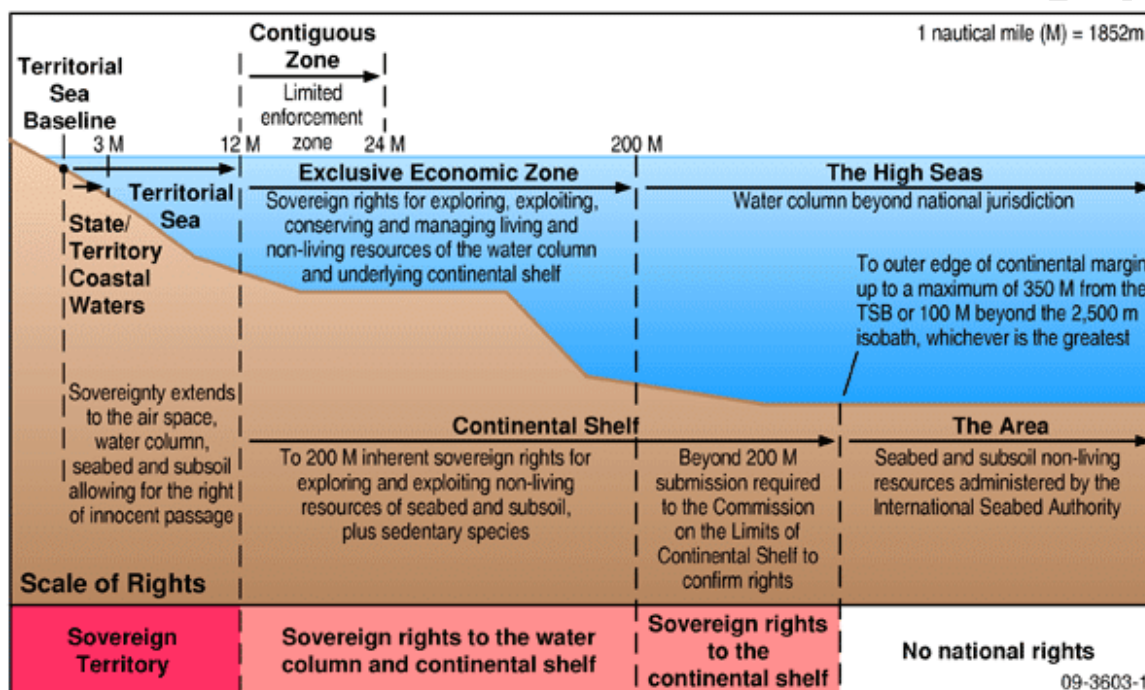 1 nautical mile (M) = 1852m
Territorial
Sea
Baseline
Contiguous
Zone
Limited
enforcement
zone
3 M
12 M
24 M
200 M
Territorial
Sea
State/
Territory
Coastal
Waters
Exclusive Economic Zone
Sovereign rights for exploring, exploiting,
conserving and managing living and
non-living resources of the water column
and underlying continental shelf
The High Seas
Water column beyond national jurisdiction
To outer edge of continental margin
up to a maximum of 350 M from the
TSB or 100 M beyond the 2,500 m
isobath, whichever is the greatest
Sovereignty extends
to the air space,
water column,
seabed and subsoil
allowing for the right
of innocent passage
Continental Shelf
To 200 M inherent sovereign rights for
exploring and exploiting non-living
resources of seabed and subsoil,
plus sedentary species
Beyond 200 M
submission required
to the Commission
on the Limits of
Continental Shelf to
confirm rights
The Area
Seabed and subsoil non-living
resources administered by the
International Seabed Authority
Scale of Rights
Sovereign
Territory
Sovereign rights to the water
column and continental shelf
Sovereign rights
to the
continental shelf
No national rights
09-3603-1